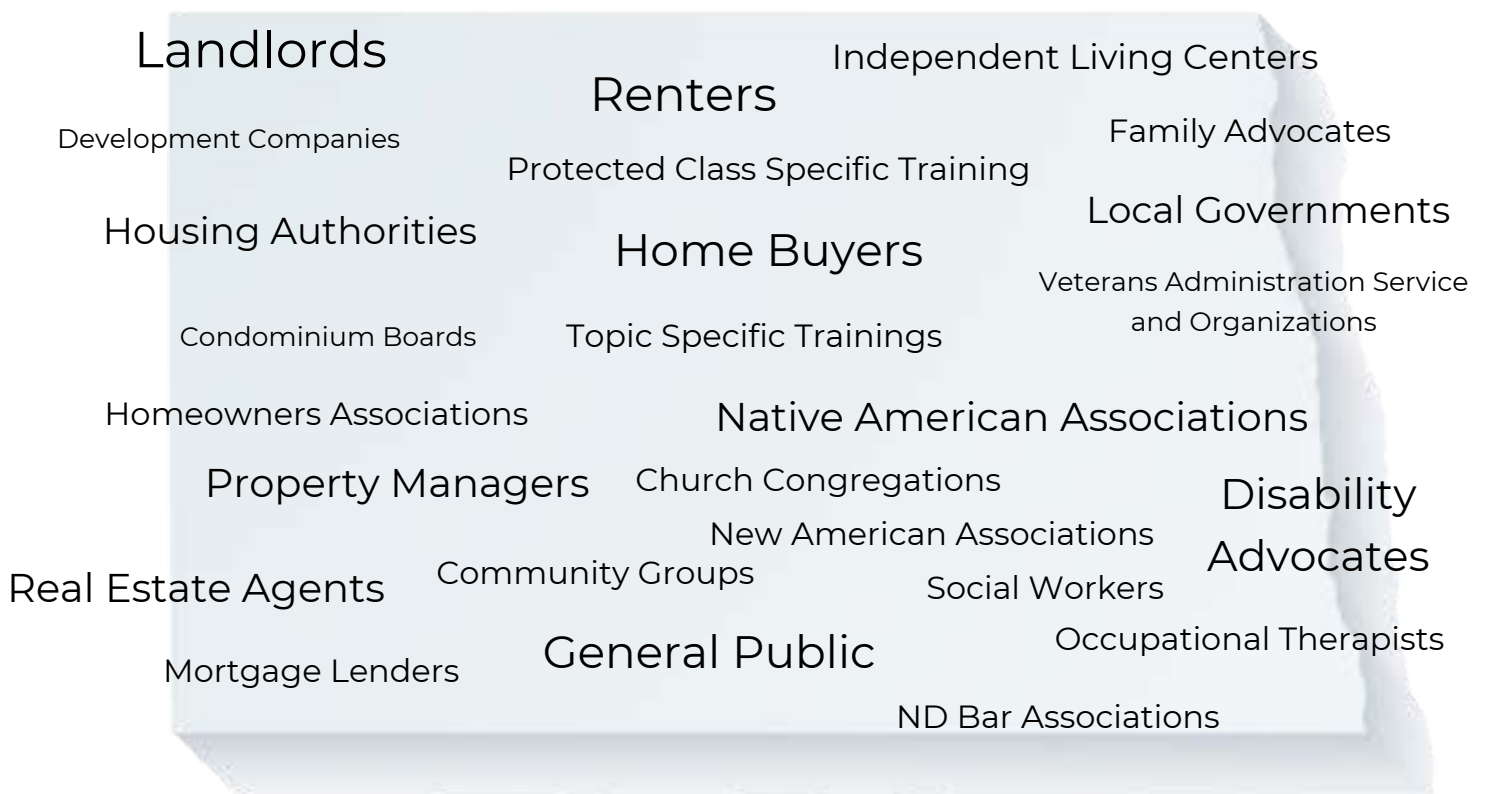 Landlords
Independent Living Centers
Renters
Development Companies
Family Advocates
Protected Class Specific Training
Local Governments
Housing Authorities
Home Buyers
Veterans Administration Service
and Organizations
Condominium Boards
Topic Specific Trainings
Homeowners Associations
Native American Associations
Property Managers
Church Congregations
Disability
Advocates
New American Associations
Community Groups
Real Estate Agents
Social Workers
General Public
Occupational Therapists
Mortgage Lenders
ND Bar Associations